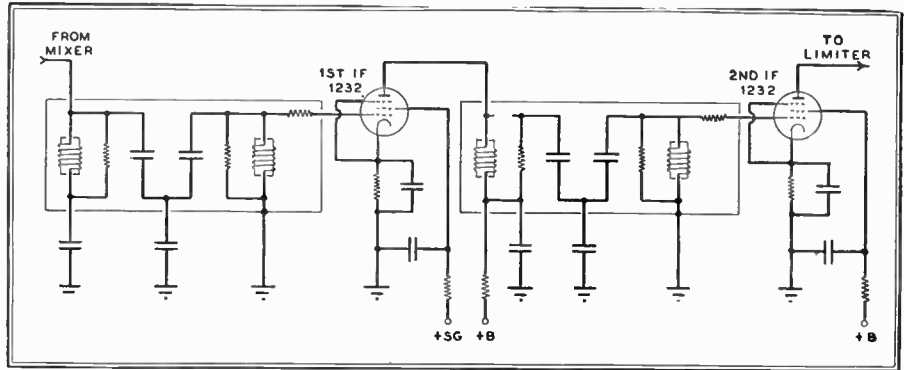 FROM
MIXER
1ST IF
1232
2ND IF
1232
TO
LIMITER
+SG
+B
+B